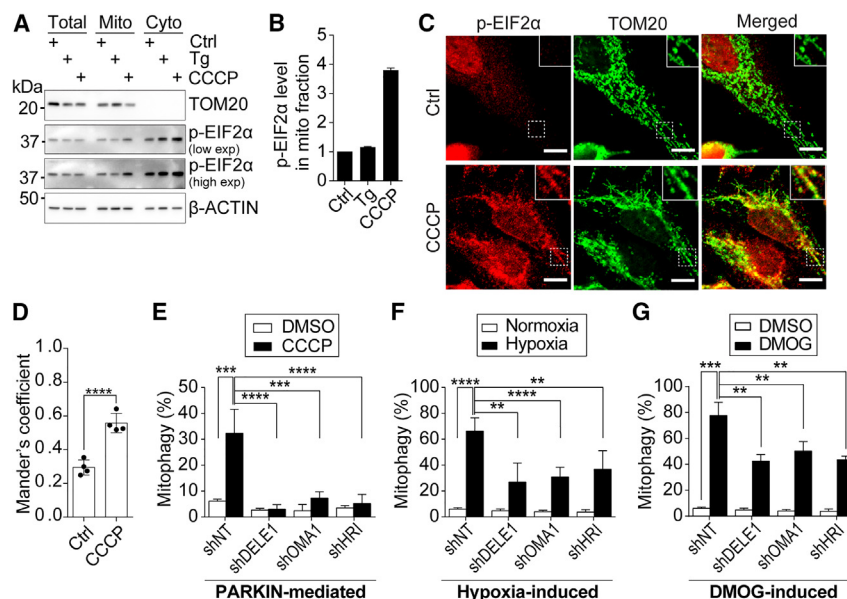 A
Total Mito Cyto
+ + + Ctrl
+ + + Tg
+ + + CCCP
kDa
20
TOM20
37
p-EIF2α
(low exp)
37
p-EIF2α
(high exp)
50
β-ACTIN
B
p-EIF2α level
in mito fraction
5
4
3
2
1
0
Ctrl
Tg
CCCP
C
p-EIF2α TOM20 Merged
Ctrl
CCCP
D
Mander's coefficient
1.0
0.8
0.6
0.4
0.2
0.0
****
Ctrl
CCCP
E
DMSO
CCCP
Mitophagy (%)
50
40
30
20
10
0
*** ****
***
****
shNT
shDELE1
shOMA1
shHRI
PARKIN-mediated
F
Normoxia
Hypoxia
Mitophagy (%)
100
80
60
40
20
0
**** **
****
**
shNT
shDELE1
shOMA1
shHRI
Hypoxia-induced
G
DMSO
DMOG
Mitophagy (%)
100
80
60
40
20
0
*** **
**
**
shNT
shDELE1
shOMA1
shHRI
DMOG-induced